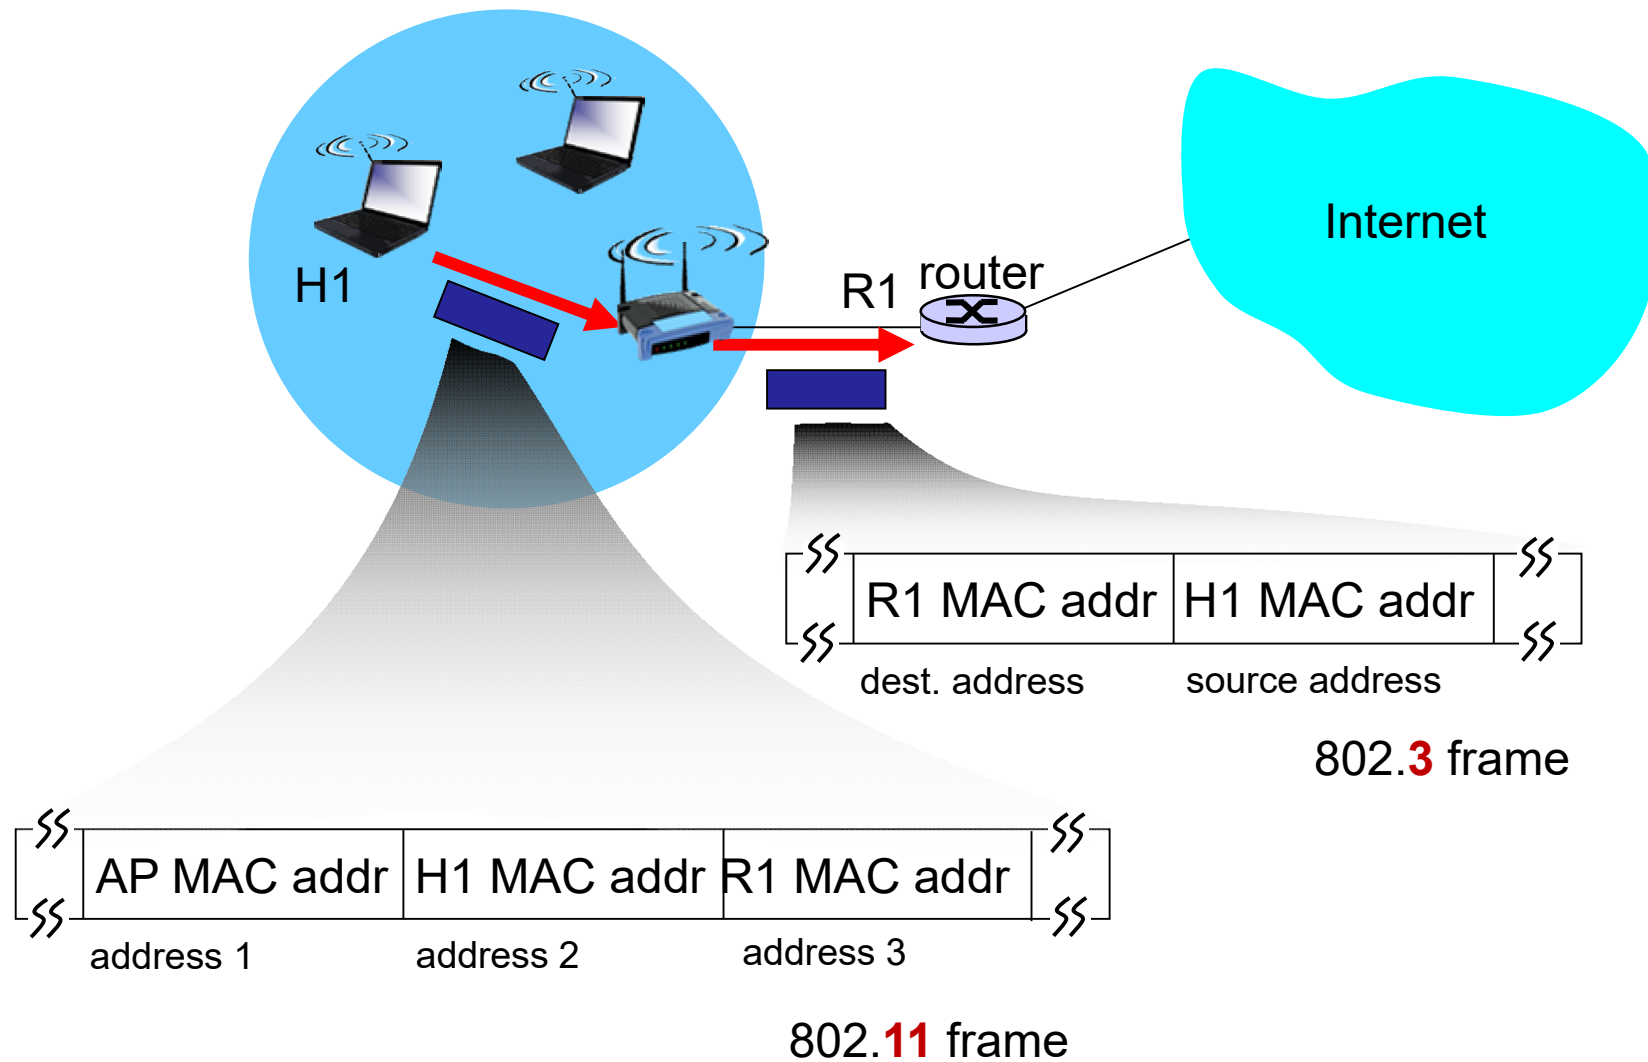 Internet
H1
R1
router
R1 MAC addr
H1 MAC addr
dest. address
source address
802.3 frame
AP MAC addr
H1 MAC addr
R1 MAC addr
address 1
address 2
address 3
802.11 frame